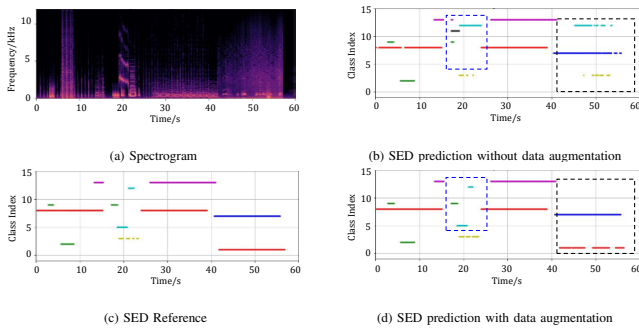 Frequency/kHz
10
5
0
0 10 20 30 40 50 60
Time/s
(a) Spectrogram
Class Index
15
10
5
0
0 10 20 30 40 50 60
Time/s
(b) SED prediction without data augmentation
Class Index
15
10
5
0
0 10 20 30 40 50 60
Time/s
(c) SED Reference
Class Index
15
10
5
0
0 10 20 30 40 50 60
Time/s
(d) SED prediction with data augmentation